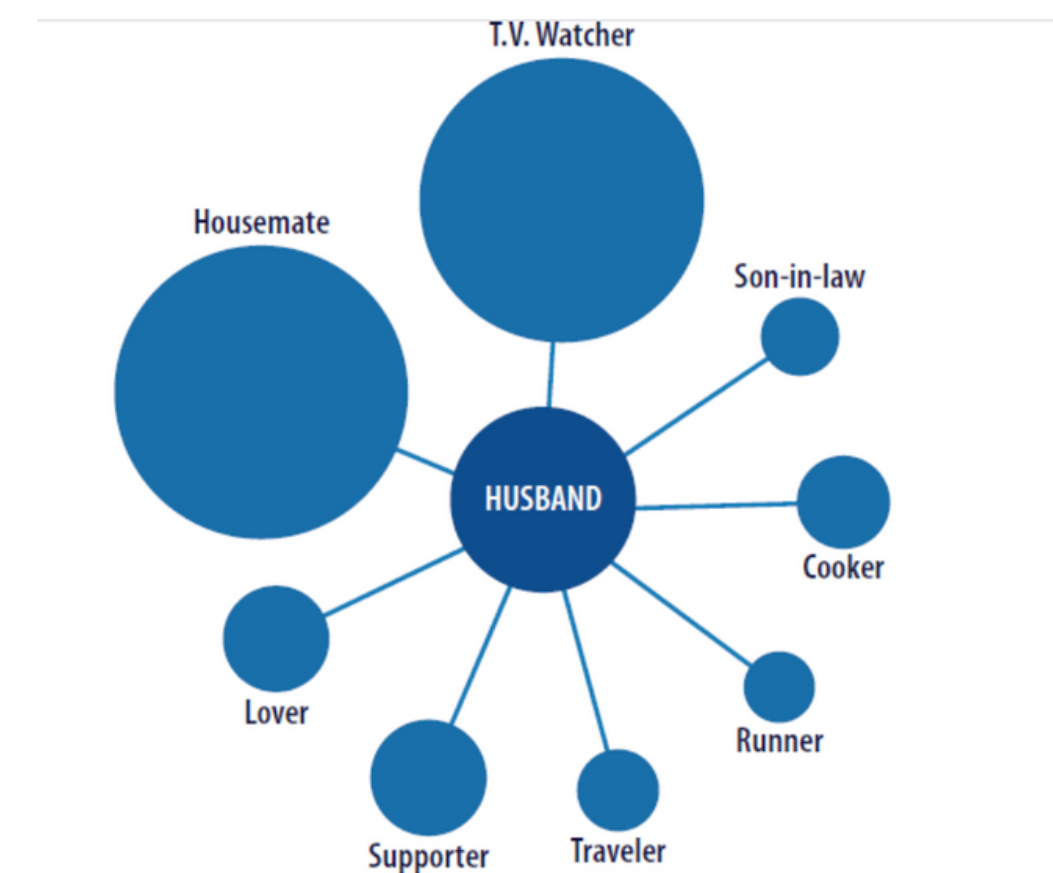 T.V. Watcher
Housemate
Son-in-law
HUSBAND
Cooker
Lover
Runner
Supporter
Traveler